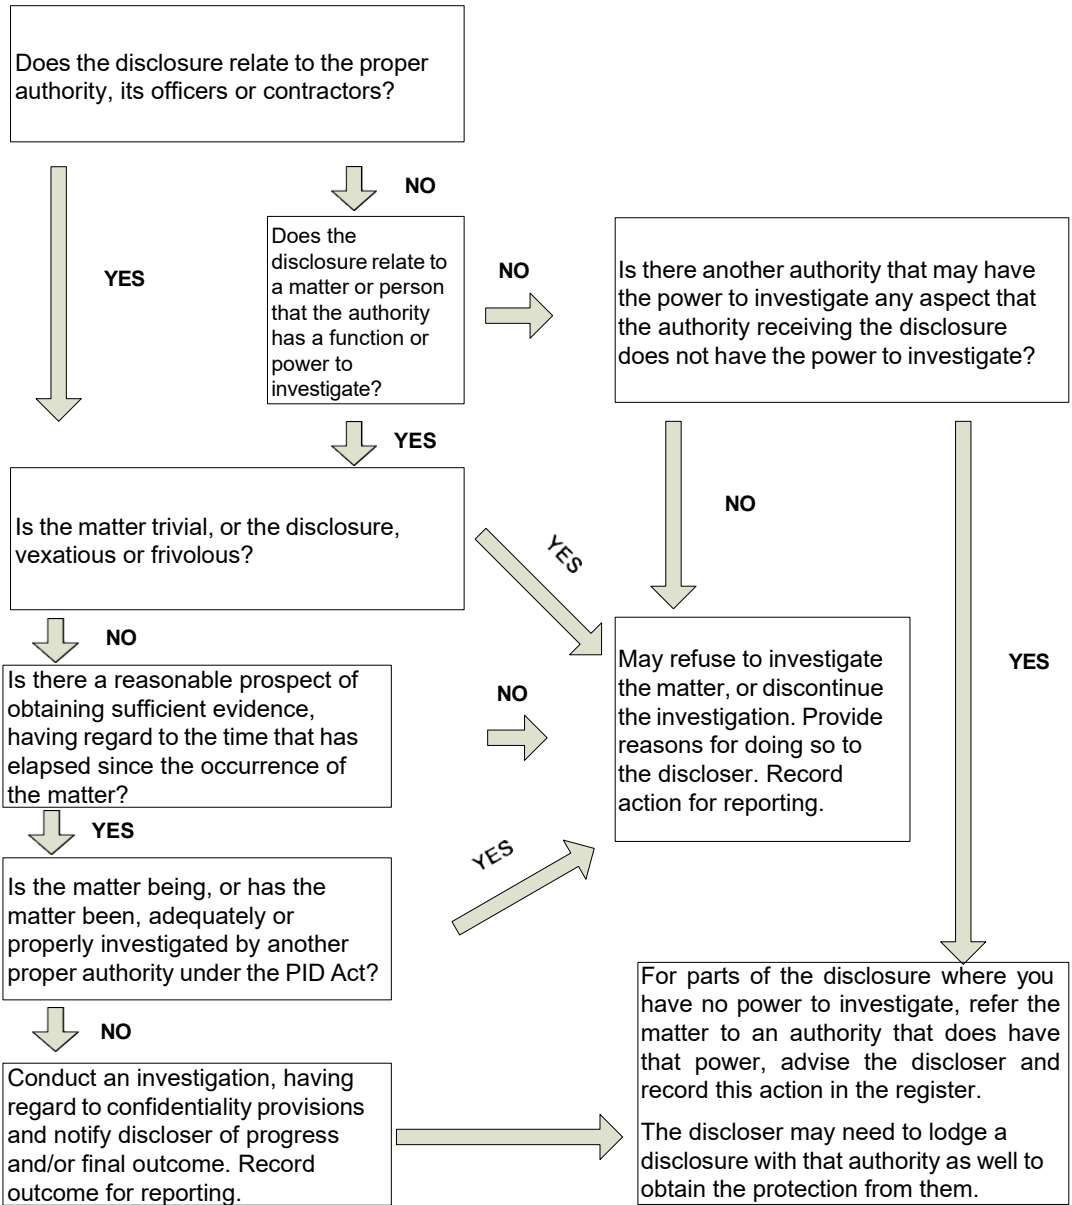 Does the disclosure relate to the proper
authority, its officers or contractors?
NO
YES
Does the
disclosure relate to
a matter or person
that the authority
has a function or
power to
investigate?
NO
Is there another authority that may have
the power to investigate any aspect that
the authority receiving the disclosure
does not have the power to investigate?
YES
NO
YES
Is the matter trivial, or the disclosure,
vexatious or frivolous?
YES
NO
Is there a reasonable prospect of
obtaining sufficient evidence,
having regard to the time that has
elapsed since the occurrence of
the matter?
NO
May refuse to investigate
the matter, or discontinue
the investigation. Provide
reasons for doing so to
the discloser. Record
action for reporting.
YES
Is the matter being, or has the
matter been, adequately or
properly investigated by another
proper authority under the PID Act?
YES
NO
Conduct an investigation, having
regard to confidentiality provisions
and notify discloser of progress
and/or final outcome. Record
outcome for reporting.
For parts of the disclosure where you
have no power to investigate, refer the
matter to an authority that does have
that power, advise the discloser and
record this action in the register.
The discloser may need to lodge a
disclosure with that authority as well to
obtain the protection from them.